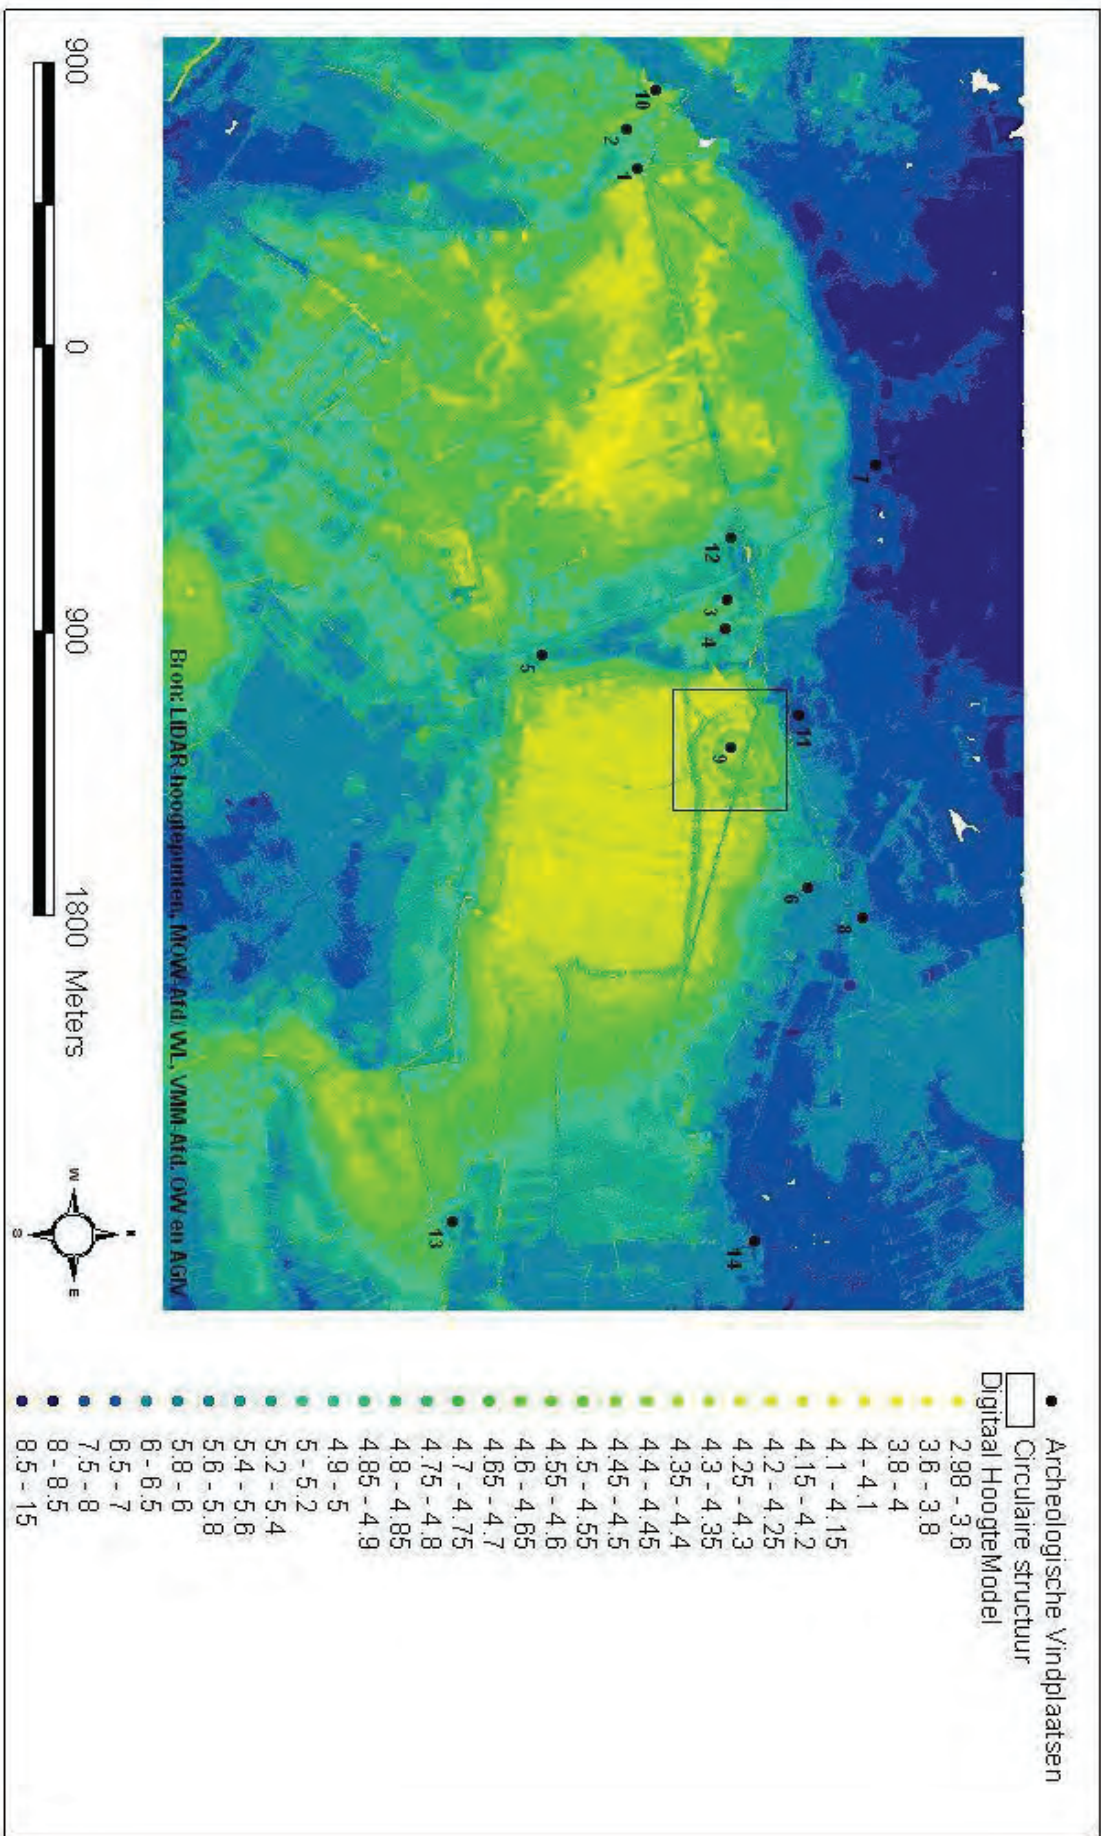 10
2
1
7
12
3
4
5
11
9
6
8
13
14
Bron: LIDAR-hoogtepunten, MOW-Afd. WL, VMM-Afd. OW en AGIV
900 0 900 1800 Meters
N
W E
S
Archeologische Vindplaatsen
Circulaire structuur
Digitaal HoogteModel
2.98 - 3.6
3.6 - 3.8
3.8 - 4
4 - 4.1
4.1 - 4.15
4.15 - 4.2
4.2 - 4.25
4.25 - 4.3
4.3 - 4.35
4.35 - 4.4
4.4 - 4.45
4.45 - 4.5
4.5 - 4.55
4.55 - 4.6
4.6 - 4.65
4.65 - 4.7
4.7 - 4.75
4.75 - 4.8
4.8 - 4.85
4.85 - 4.9
4.9 - 5
5 - 5.2
5.2 - 5.4
5.4 - 5.6
5.6 - 5.8
5.8 - 6
6 - 6.5
6.5 - 7
7.5 - 8
8 - 8.5
8.5 - 15